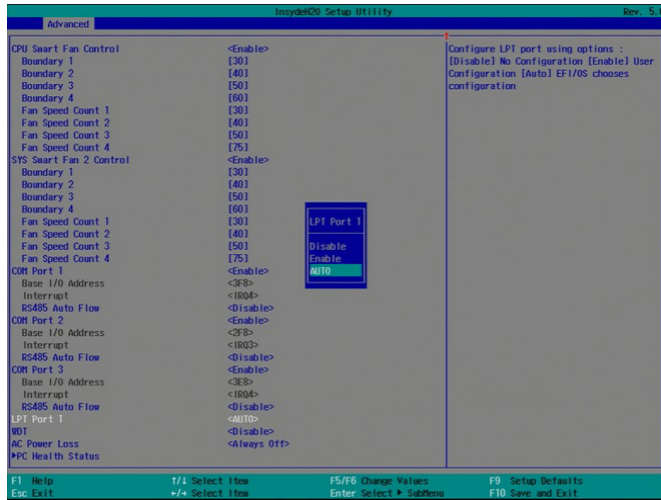 InsydeH20 Setup Utility Rev. 5.
Advanced
CPU Smart Fan Control <Enable>
Boundary 1 [30]
Boundary 2 [40]
Boundary 3 [50]
Boundary 4 [60]
Fan Speed Count 1 [30]
Fan Speed Count 2 [40]
Fan Speed Count 3 [50]
Fan Speed Count 4 [75]
SYS Smart Fan 2 Control <Enable>
Boundary 1 [30]
Boundary 2 [40]
Boundary 3 [50]
Boundary 4 [60]
Fan Speed Count 1 [30]
Fan Speed Count 2 [40]
Fan Speed Count 3 [50]
Fan Speed Count 4 [75]
COM Port 1 <Enable>
Base I/O Address <3F8>
Interrupt <IRQ4>
RS485 Auto Flow <Disable>
COM Port 2 <Enable>
Base I/O Address <2F8>
Interrupt <IRQ3>
RS485 Auto Flow <Disable>
COM Port 3 <Enable>
Base I/O Address <3E8>
Interrupt <IRQ4>
RS485 Auto Flow <Disable>
LPT Port 1 <AUTO>
WDT <Disable>
AC Power Loss <Always Off>
▶PC Health Status
LPT Port 1
Disable
Enable
AUTO
Configure LPT port using options :
[Disable] No Configuration [Enable] User
Configuration [Auto] EFI/OS chooses
configuration
F1 Help ↑/↓ Select Item F5/F6 Change Values F9 Setup Defaults
Esc Exit ←/→ Select Item Enter Select ▶ SubMenu F10 Save and Exit